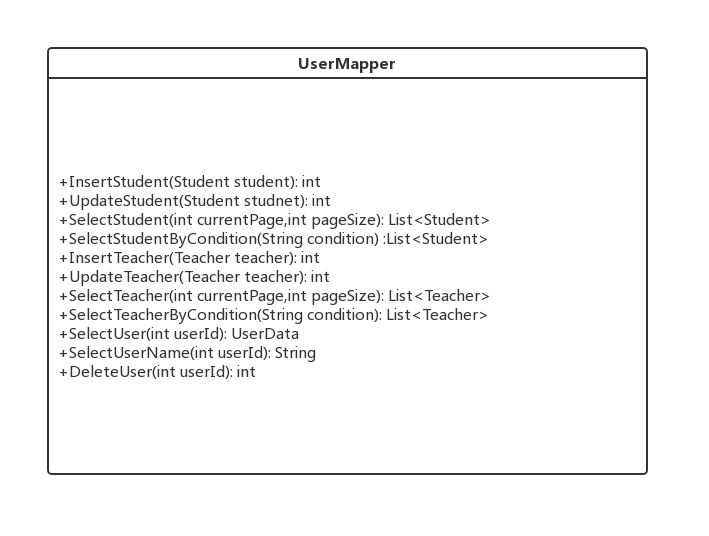 UserMapper
+InsertStudent(Student student): int
+UpdateStudent(Student studnet): int
+SelectStudent(int currentPage,int pageSize): List<Student>
+SelectStudentByCondition(String condition) :List<Student>
+InsertTeacher(Teacher teacher): int
+UpdateTeacher(Teacher teacher): int
+SelectTeacher(int currentPage,int pageSize): List<Teacher>
+SelectTeacherByCondition(String condition): List<Teacher>
+SelectUser(int userId): UserData
+SelectUserName(int userId): String
+DeleteUser(int userId): int